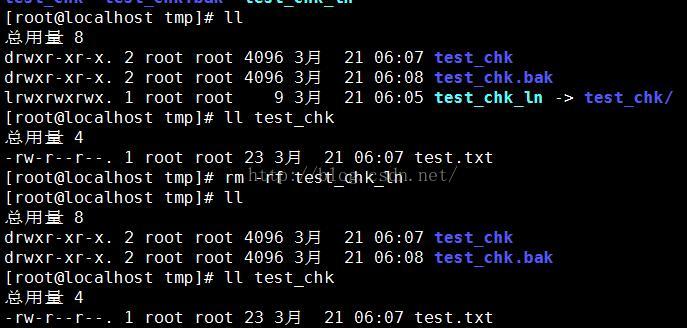 test_chk  test_chk.bak  test_chk_ln
[root@localhost tmp]# ll
总用量 8
drwxr-xr-x. 2 root root 4096 3月  21 06:07 test_chk
drwxr-xr-x. 2 root root 4096 3月  21 06:08 test_chk.bak
lrwxrwxrwx. 1 root root    9 3月  21 06:05 test_chk_ln -> test_chk/
[root@localhost tmp]# ll test_chk
总用量 4
-rw-r--r--. 1 root root 23 3月  21 06:07 test.txt
[root@localhost tmp]# rm -rf test_chk_ln
http://blog.csdn.net/
[root@localhost tmp]# ll
总用量 8
drwxr-xr-x. 2 root root 4096 3月  21 06:07 test_chk
drwxr-xr-x. 2 root root 4096 3月  21 06:08 test_chk.bak
[root@localhost tmp]# ll test_chk
总用量 4
-rw-r--r--. 1 root root 23 3月  21 06:07 test.txt